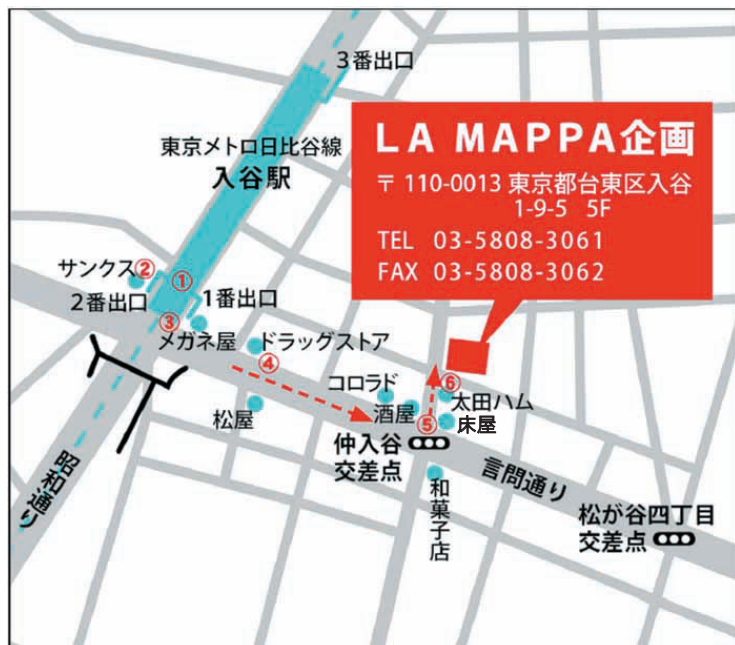 3番出口
東京メトロ日比谷線
入谷駅
LA MAPPA企画
〒110-0013 東京都台東区入谷
1-9-5 5F
TEL 03-5808-3061
FAX 03-5808-3062
サンクス
②
①
2番出口
1番出口
③
メガネ屋
ドラッグストア
④
松屋
コロラド
酒屋
⑤
⑥
太田ハム
床屋
仲入谷
交差点
昭和通り
言問通り
和菓子店
松が谷四丁目
交差点